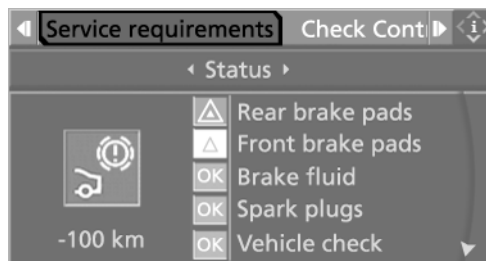 Service requirements Check Cont
Status
Rear brake pads
Front brake pads
OK Brake fluid
OK Spark plugs
-100 km OK Vehicle check